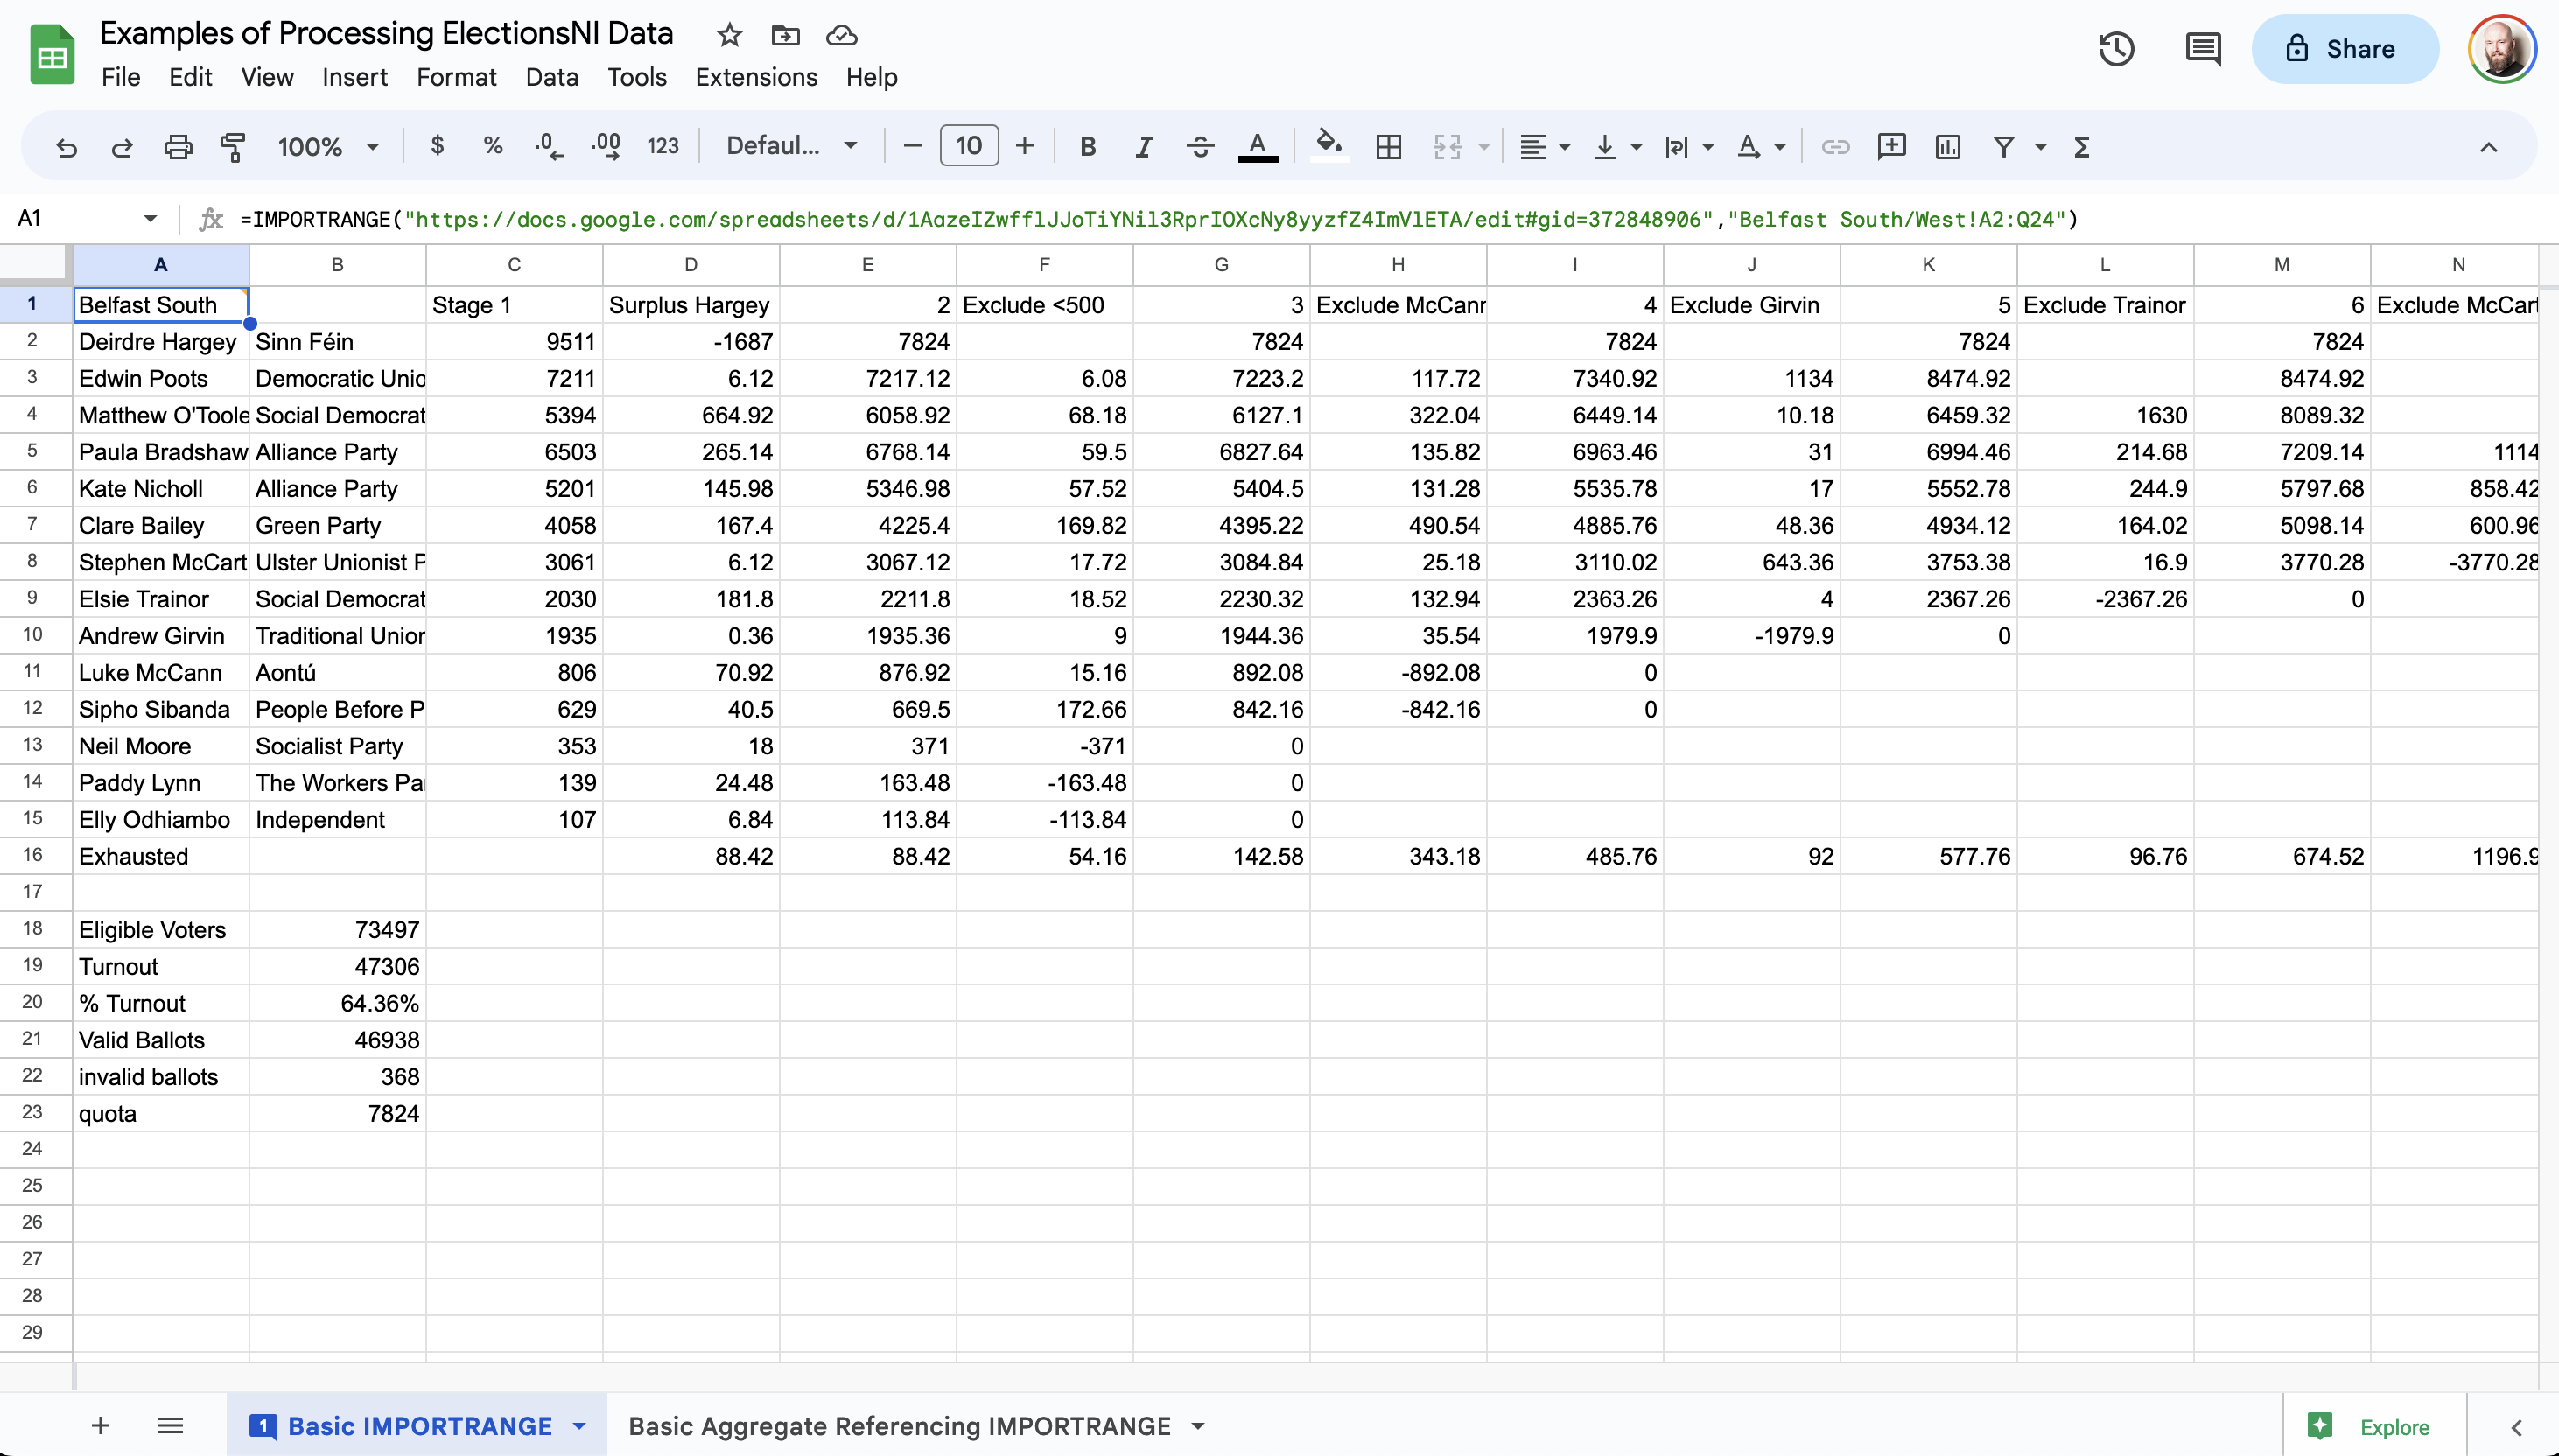 Examples of Processing ElectionsNI Data
File Edit View Insert Format Data Tools Extensions Help
Share
100% $ % .0 .00 123 Defaul... 10 B I S A
A1 =IMPORTRANGE("https://docs.google.com/spreadsheets/d/1AazeIZwfflJJoTiYNil3RprIOXcNy8yyzfZ4ImVlETA/edit#gid=372848906","Belfast South/West!A2:Q24")
A B C D E F G H I J K L M N
1 Belfast South Stage 1 Surplus Hargey 2 Exclude <500 3 Exclude McCann 4 Exclude Girvin 5 Exclude Trainor 6 Exclude McCart
2 Deirdre Hargey Sinn Féin 9511 -1687 7824 7824 7824 7824 7824
3 Edwin Poots Democratic Unio 7211 6.12 7217.12 6.08 7223.2 117.72 7340.92 1134 8474.92 8474.92
4 Matthew O'Toole Social Democrat 5394 664.92 6058.92 68.18 6127.1 322.04 6449.14 10.18 6459.32 1630 8089.32
5 Paula Bradshaw Alliance Party 6503 265.14 6768.14 59.5 6827.64 135.82 6963.46 31 6994.46 214.68 7209.14 1114
6 Kate Nicholl Alliance Party 5201 145.98 5346.98 57.52 5404.5 131.28 5535.78 17 5552.78 244.9 5797.68 858.42
7 Clare Bailey Green Party 4058 167.4 4225.4 169.82 4395.22 490.54 4885.76 48.36 4934.12 164.02 5098.14 600.96
8 Stephen McCart Ulster Unionist P 3061 6.12 3067.12 17.72 3084.84 25.18 3110.02 643.36 3753.38 16.9 3770.28 -3770.28
9 Elsie Trainor Social Democrat 2030 181.8 2211.8 18.52 2230.32 132.94 2363.26 4 2367.26 -2367.26 0
10 Andrew Girvin Traditional Union 1935 0.36 1935.36 9 1944.36 35.54 1979.9 -1979.9 0
11 Luke McCann Aontú 806 70.92 876.92 15.16 892.08 -892.08 0
12 Sipho Sibanda People Before P 629 40.5 669.5 172.66 842.16 -842.16 0
13 Neil Moore Socialist Party 353 18 371 -371 0
14 Paddy Lynn The Workers Pa 139 24.48 163.48 -163.48 0
15 Elly Odhiambo Independent 107 6.84 113.84 -113.84 0
16 Exhausted 88.42 88.42 54.16 142.58 343.18 485.76 92 577.76 96.76 674.52 1196.9
17
18 Eligible Voters 73497
19 Turnout 47306
20 % Turnout 64.36%
21 Valid Ballots 46938
22 invalid ballots 368
23 quota 7824
24
25
26
27
28
29
1 Basic IMPORTRANGE Basic Aggregate Referencing IMPORTRANGE Explore